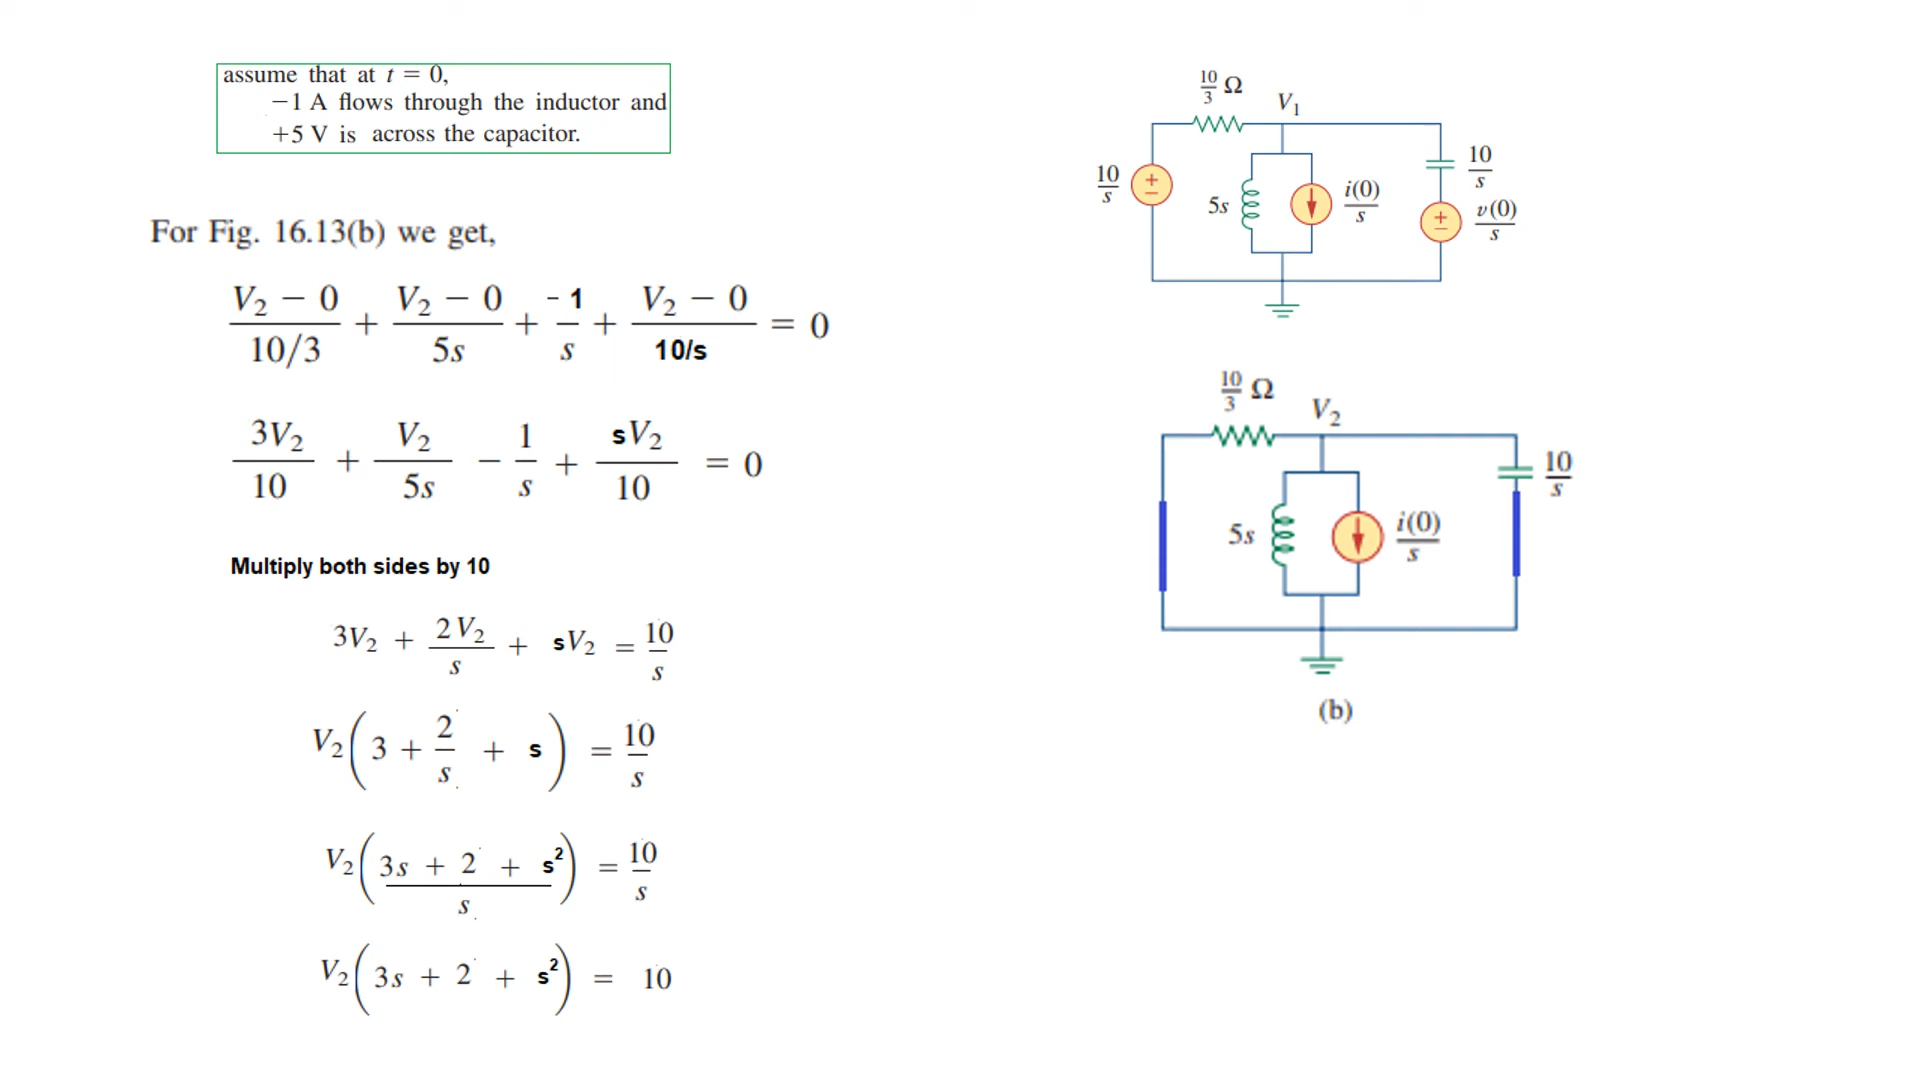 assume that at t = 0,
−1 A flows through the inductor and
+5 V is across the capacitor.
For Fig. 16.13(b) we get,
(V₂ − 0)/(10/3) + (V₂ − 0)/5s + -1/s + (V₂ − 0)/(10/s) = 0
3V₂/10 + V₂/5s − 1/s + sV₂/10 = 0
Multiply both sides by 10
3V₂ + 2V₂/s + sV₂ = 10/s
V₂(3 + 2/s + s) = 10/s
V₂((3s + 2 + s²)/s) = 10/s
V₂(3s + 2 + s²) = 10
10/3 Ω
V₁
10/s
+
−
5s
i(0)/s
10/s
+
−
v(0)/s
10/3 Ω
V₂
5s
i(0)/s
10/s
(b)